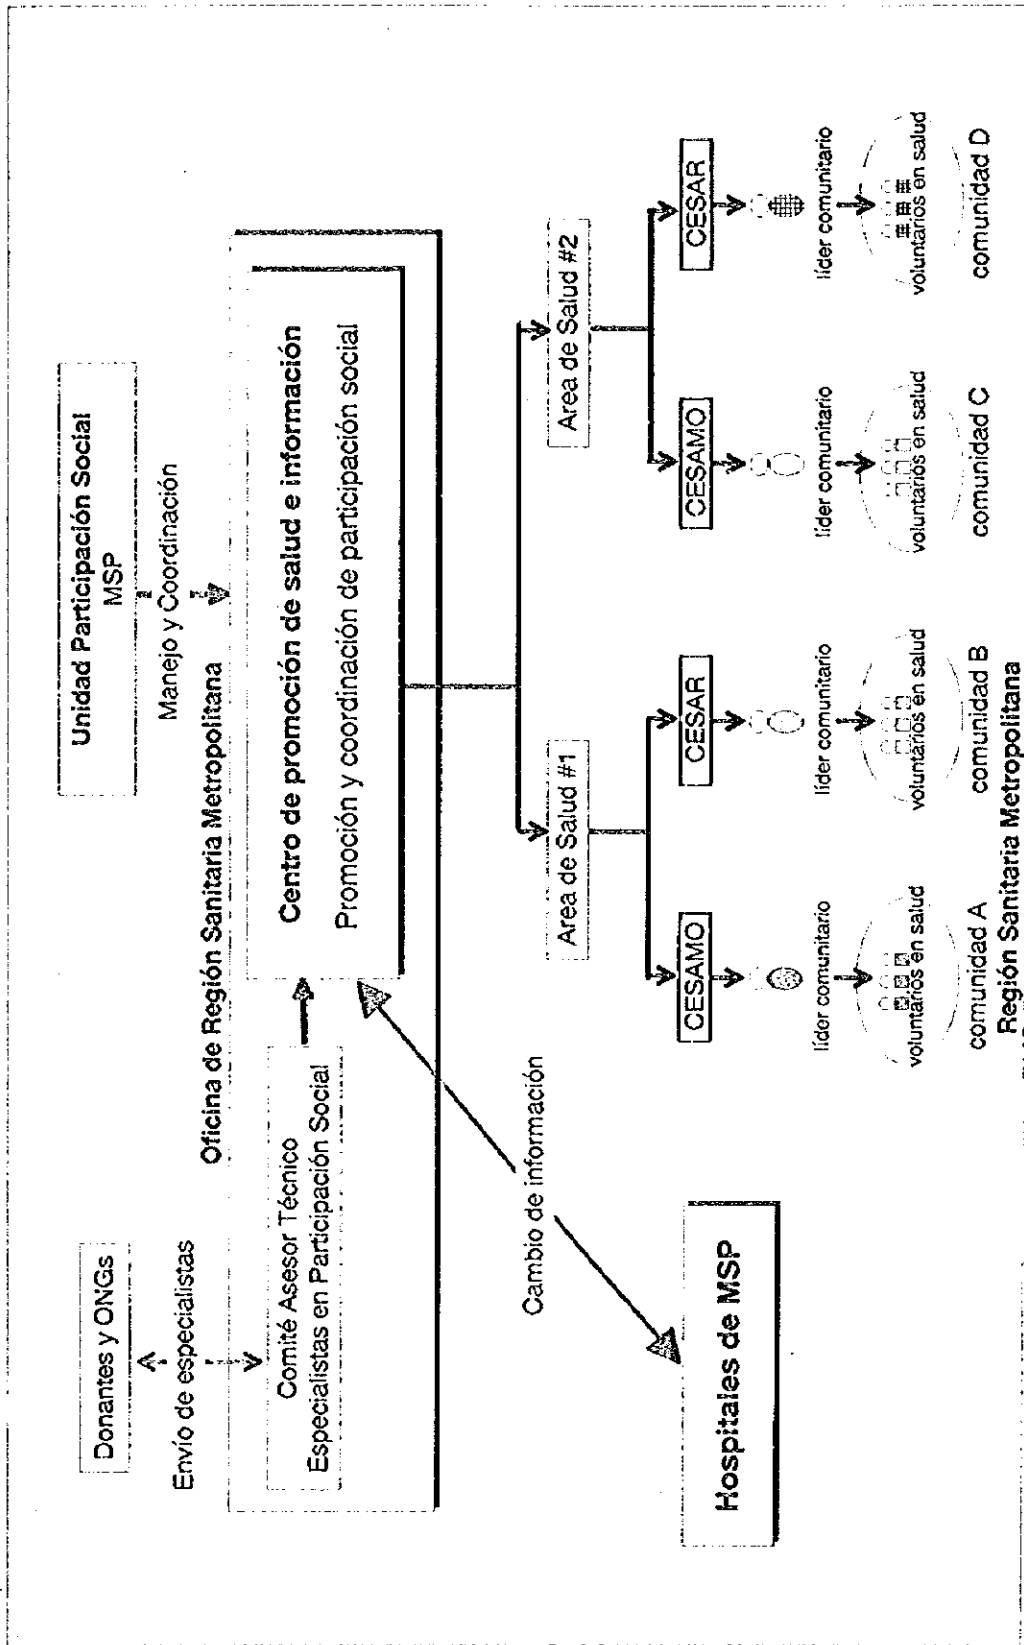 Unidad Participación Social
MSP
Donantes y ONGs
Manejo y Coordinación
Envío de especialistas
Oficina de Región Sanitaria Metropolitana
Comité Asesor Técnico
Especialistas en Participación Social
Centro de promoción de salud e información
Promoción y coordinación de participación social
Cambio de información
Hospitales de MSP
Area de Salud #1
Area de Salud #2
CESAMO
CESAR
CESAMO
CESAR
líder comunitario
líder comunitario
líder comunitario
líder comunitario
voluntarios en salud
voluntarios en salud
voluntarios en salud
voluntarios en salud
comunidad A
comunidad B
comunidad C
comunidad D
Región Sanitaria Metropolitana